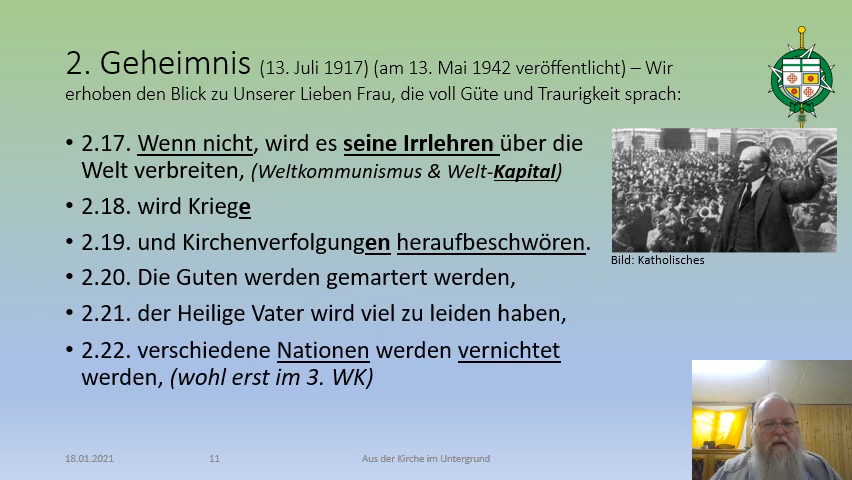 2. Geheimnis (13. Juli 1917) (am 13. Mai 1942 veröffentlicht) – Wir
erhoben den Blick zu Unserer Lieben Frau, die voll Güte und Traurigkeit sprach:
• 2.17. Wenn nicht, wird es seine Irrlehren über die
Welt verbreiten, (Weltkommunismus & Welt-Kapital)
• 2.18. wird Kriege
• 2.19. und Kirchenverfolgungen heraufbeschwören.
• 2.20. Die Guten werden gemartert werden,
• 2.21. der Heilige Vater wird viel zu leiden haben,
• 2.22. verschiedene Nationen werden vernichtet
werden, (wohl erst im 3. WK)
Bild: Katholisches
18.01.2021
11
Aus der Kirche im Untergrund